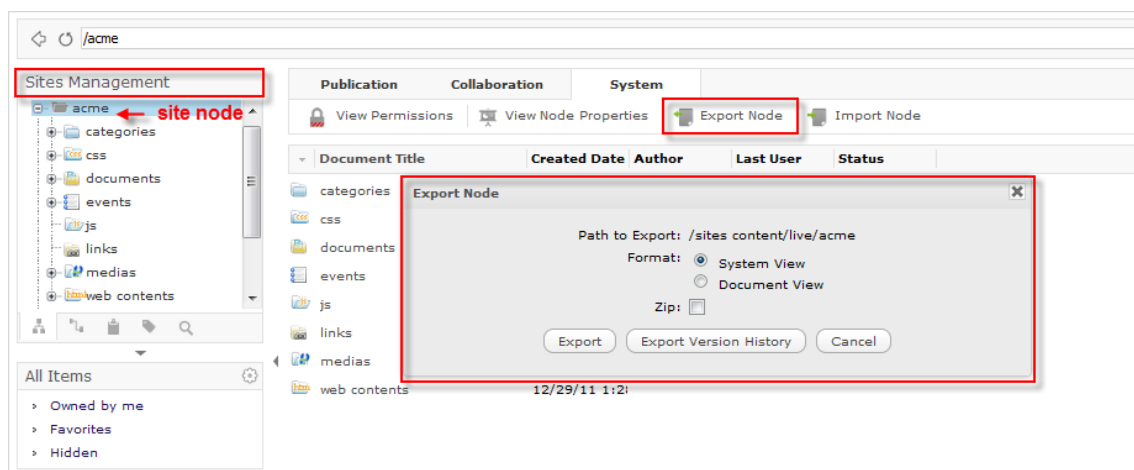 /acme
Sites Management
acme
site node
categories
css
documents
events
js
links
medias
web contents
All Items
Owned by me
Favorites
Hidden
Publication Collaboration System
View Permissions View Node Properties Export Node Import Node
Document Title Created Date Author Last User Status
categories
css
documents
events
js
links
medias
web contents 12/29/11 1:2
Export Node
Path to Export: /sites content/live/acme
Format: System View
Document View
Zip:
Export Export Version History Cancel